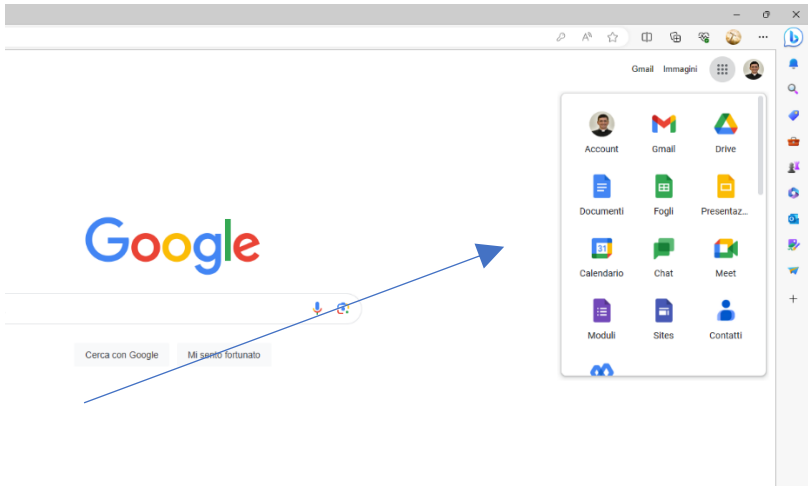 Gmail Immagini
Account Gmail Drive
Documenti Fogli Presentaz...
Google
31
Calendario Chat Meet
Moduli Sites Contatti
Cerca con Google Mi sento fortunato